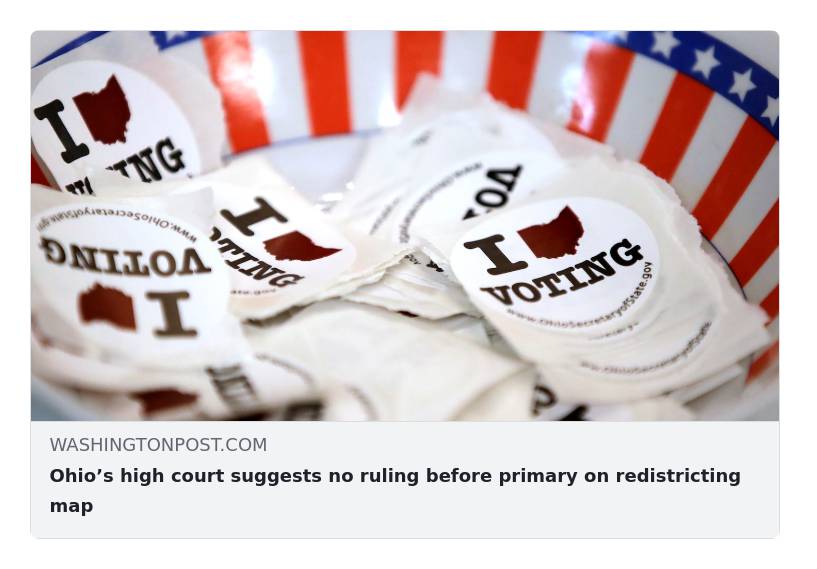 I
VOTING
www.OhioSecretaryofState.gov
VOTING
I
I
VOTING
www.OhioSecretaryofState.gov
WASHINGTONPOST.COM
Ohio’s high court suggests no ruling before primary on redistricting
map